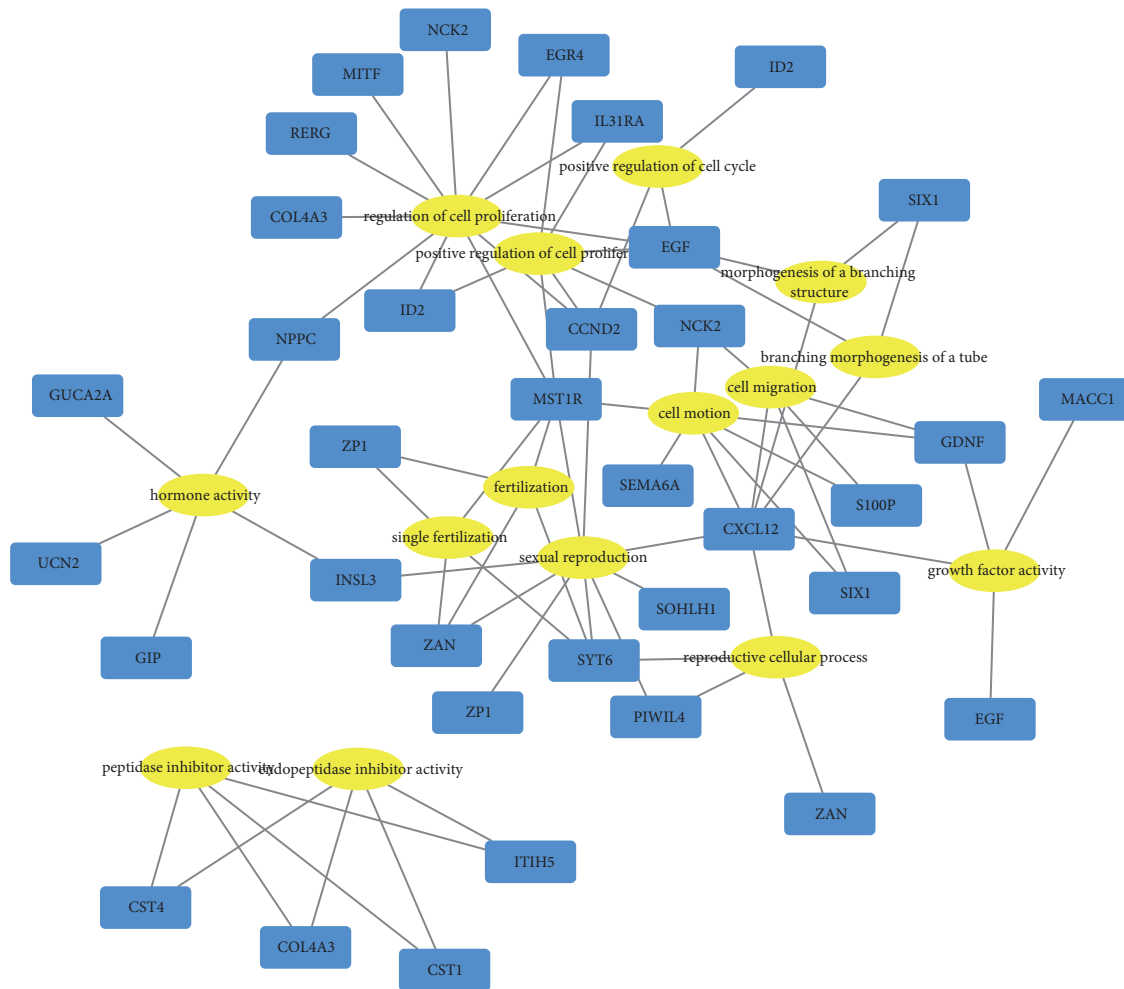 NCK2
EGR4
ID2
MITF
IL31RA
RERG
positive regulation of cell cycle
SIX1
COL4A3
regulation of cell proliferation
EGF
positive regulation of cell prolifer
morphogenesis of a branching
structure
ID2
CCND2
NCK2
NPPC
branching morphogenesis of a tube
cell migration
GUCA2A
MST1R
cell motion
MACC1
ZP1
GDNF
fertilization
SEMA6A
hormone activity
S100P
single fertilization
CXCL12
sexual reproduction
UCN2
INSL3
growth factor activity
SIX1
SOHLH1
ZAN
GIP
SYT6
reproductive cellular process
ZP1
PIWIL4
EGF
peptidase inhibitor activity
endopeptidase inhibitor activity
ZAN
ITIH5
CST4
COL4A3
CST1